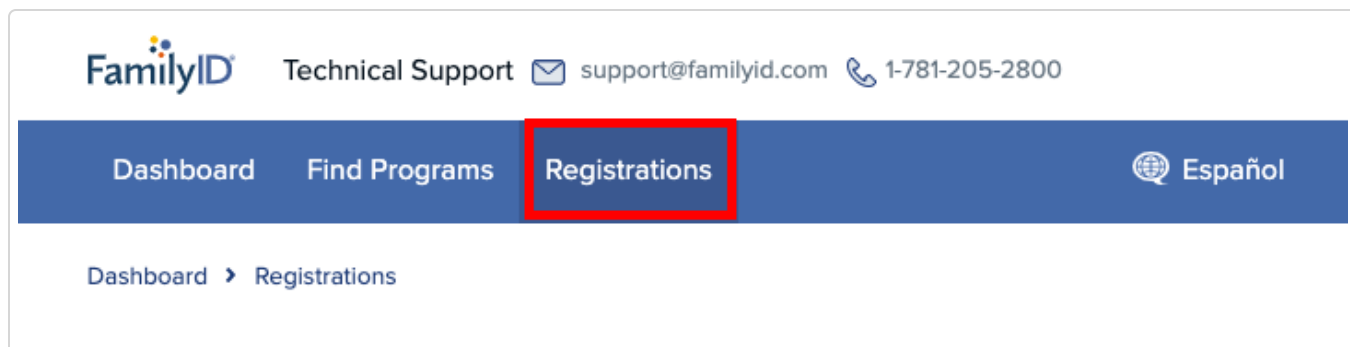 FamilyID Technical Support support@familyid.com 1-781-205-2800
Dashboard Find Programs Registrations Español
Dashboard > Registrations